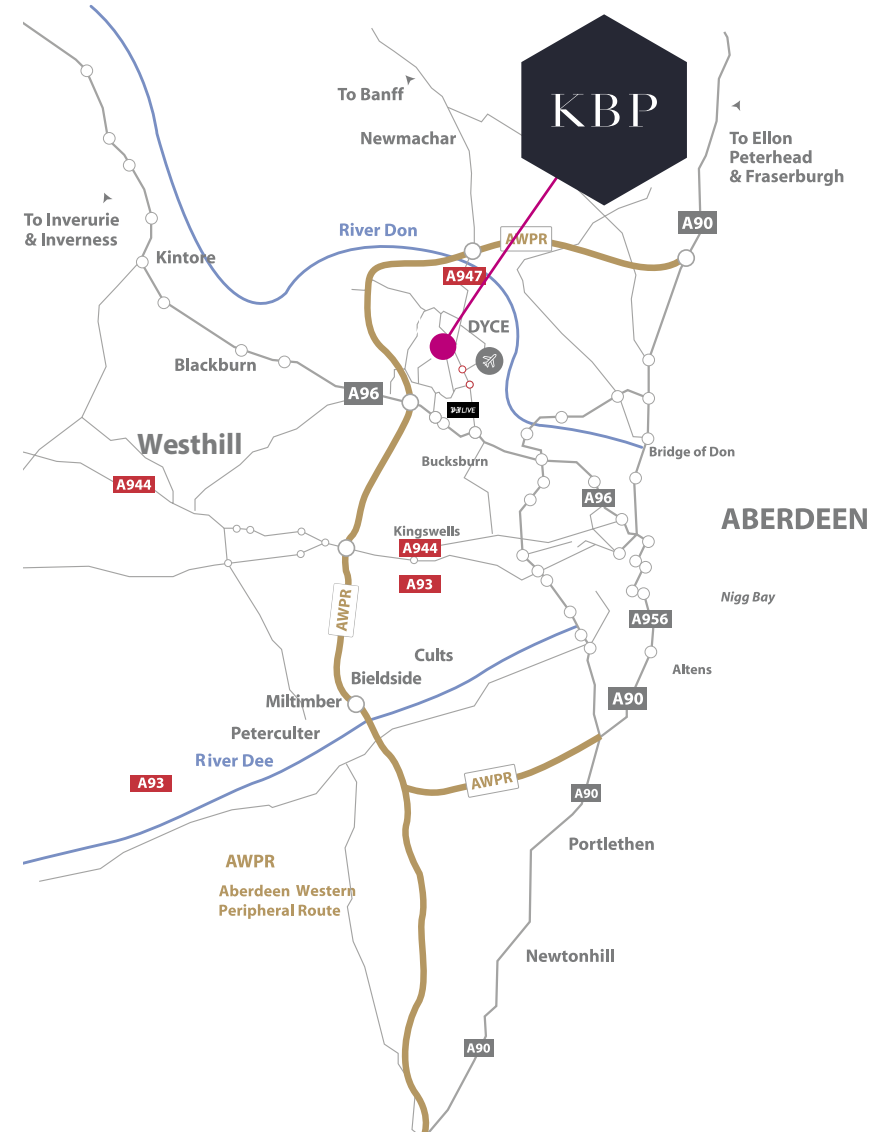 KBP
To Banff
Newmachar
To Ellon
Peterhead
& Fraserburgh
To Inverurie
& Inverness
A90
River Don
AWPR
Kintore
A947
DYCE
Blackburn
A96
LIVE
Westhill
Bridge of Don
Bucksburn
A944
A96
ABERDEEN
Kingswells
A944
A93
Nigg Bay
AWPR
A956
Cults
Altens
Bieldside
Miltimber
A90
Peterculter
River Dee
A93
AWPR
A90
Portlethen
AWPR
Aberdeen Western
Peripheral Route
Newtonhill
A90